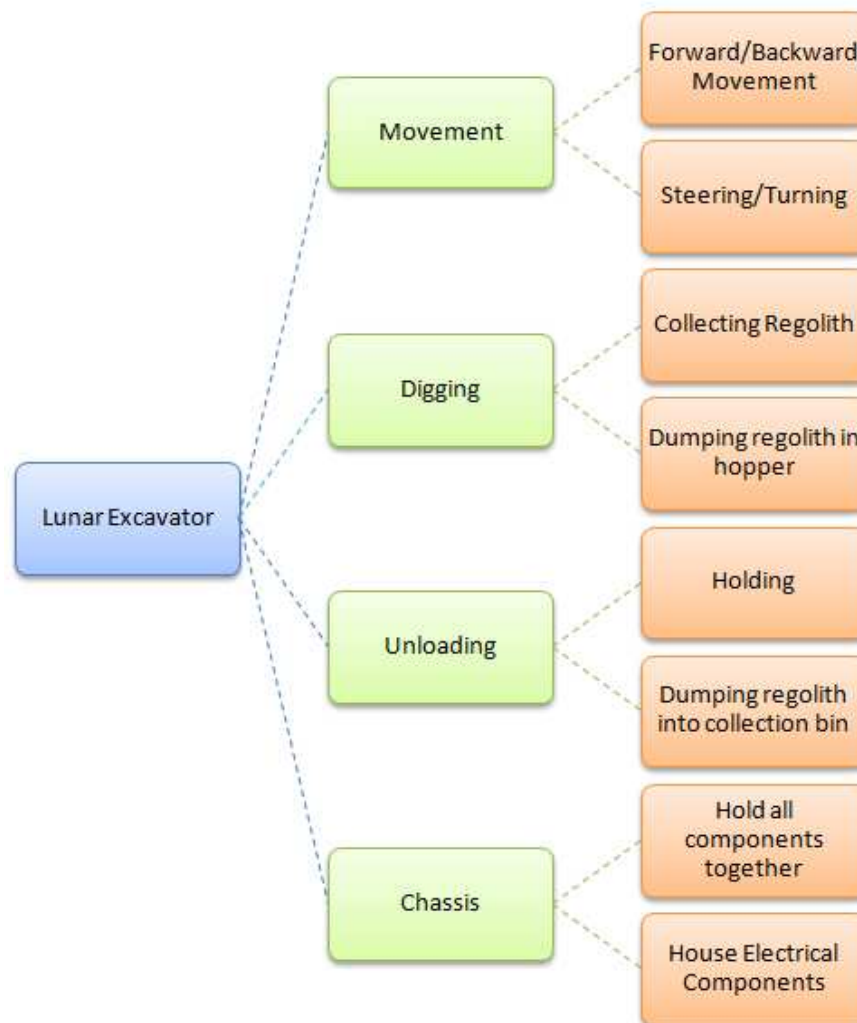 Lunar Excavator
Movement
Forward/Backward
Movement
Steering/Turning
Digging
Collecting Regolith
Dumping regolith in
hopper
Unloading
Holding
Dumping regolith
into collection bin
Chassis
Hold all
components
together
House Electrical
Components